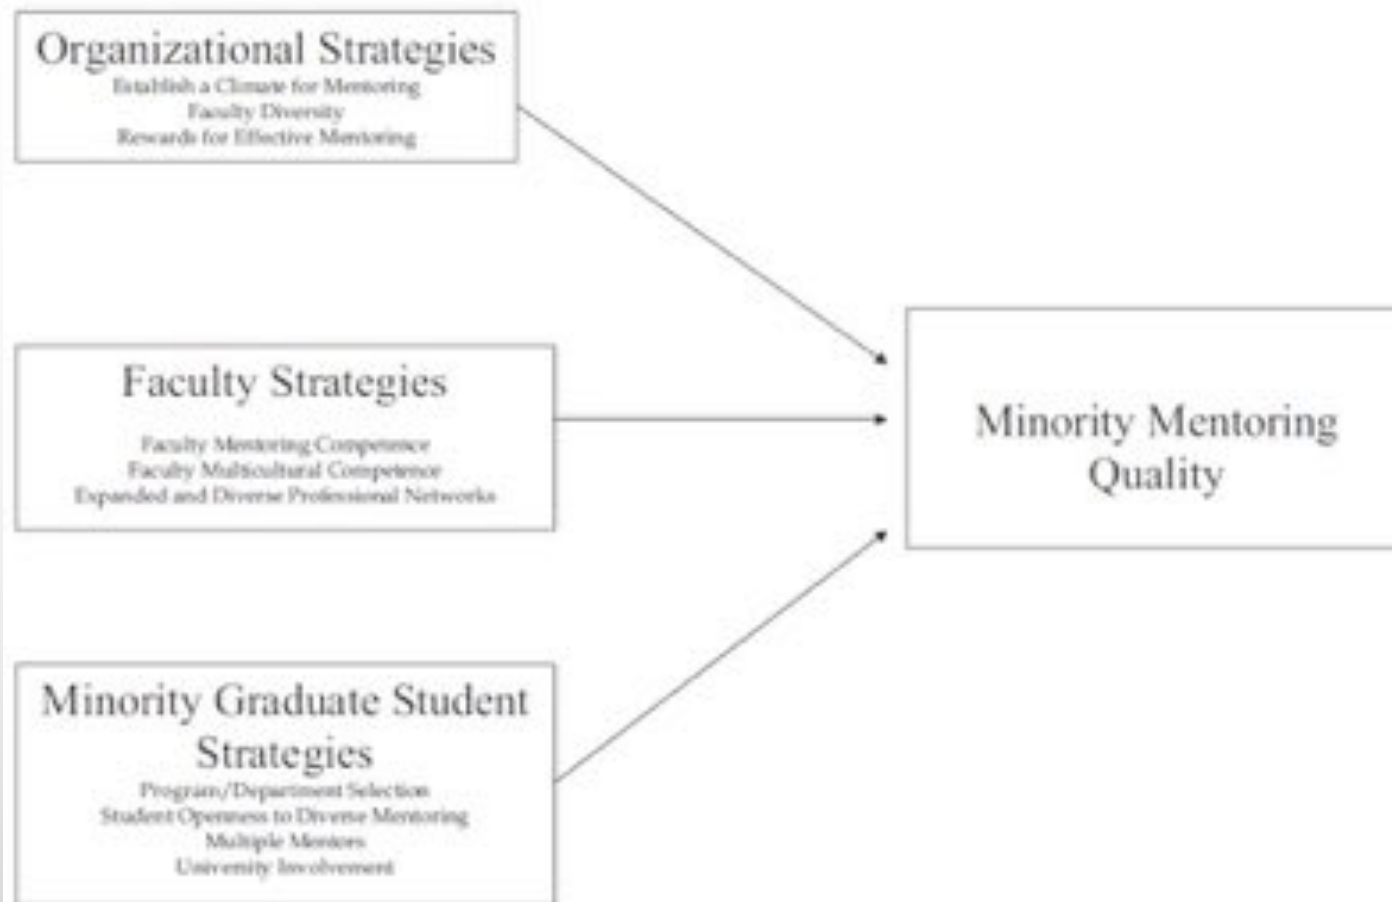 Organizational Strategies
Establish a Climate for Mentoring
Faculty Diversity
Rewards for Effective Mentoring
Faculty Strategies
Faculty Mentoring Competence
Faculty Multicultural Competence
Expanded and Diverse Professional Networks
Minority Graduate Student
Strategies
Program/Department Selection
Student Openness to Diverse Mentoring
Multiple Mentors
University Involvement
Minority Mentoring
Quality